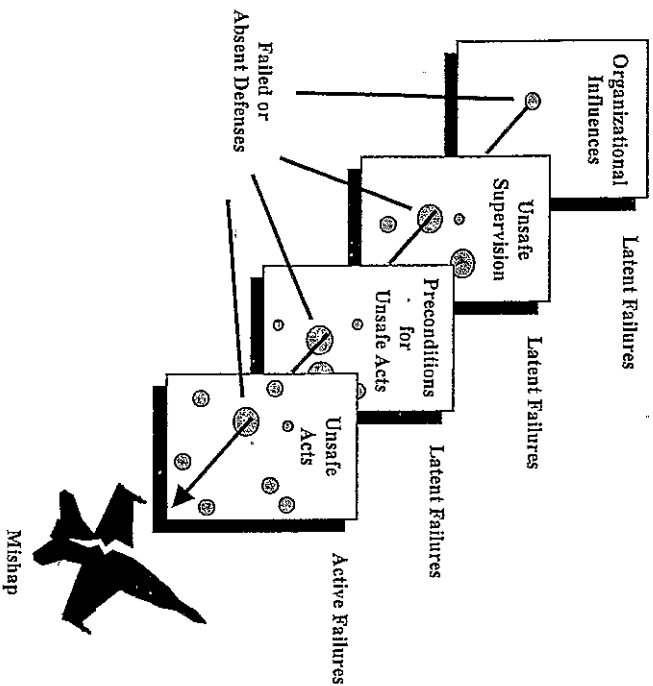 Organizational
Influences
Latent Failures
Unsafe
Supervision
Latent Failures
Preconditions
for
Unsafe Acts
Latent Failures
Unsafe
Acts
Active Failures
Failed or
Absent Defenses
Mishap